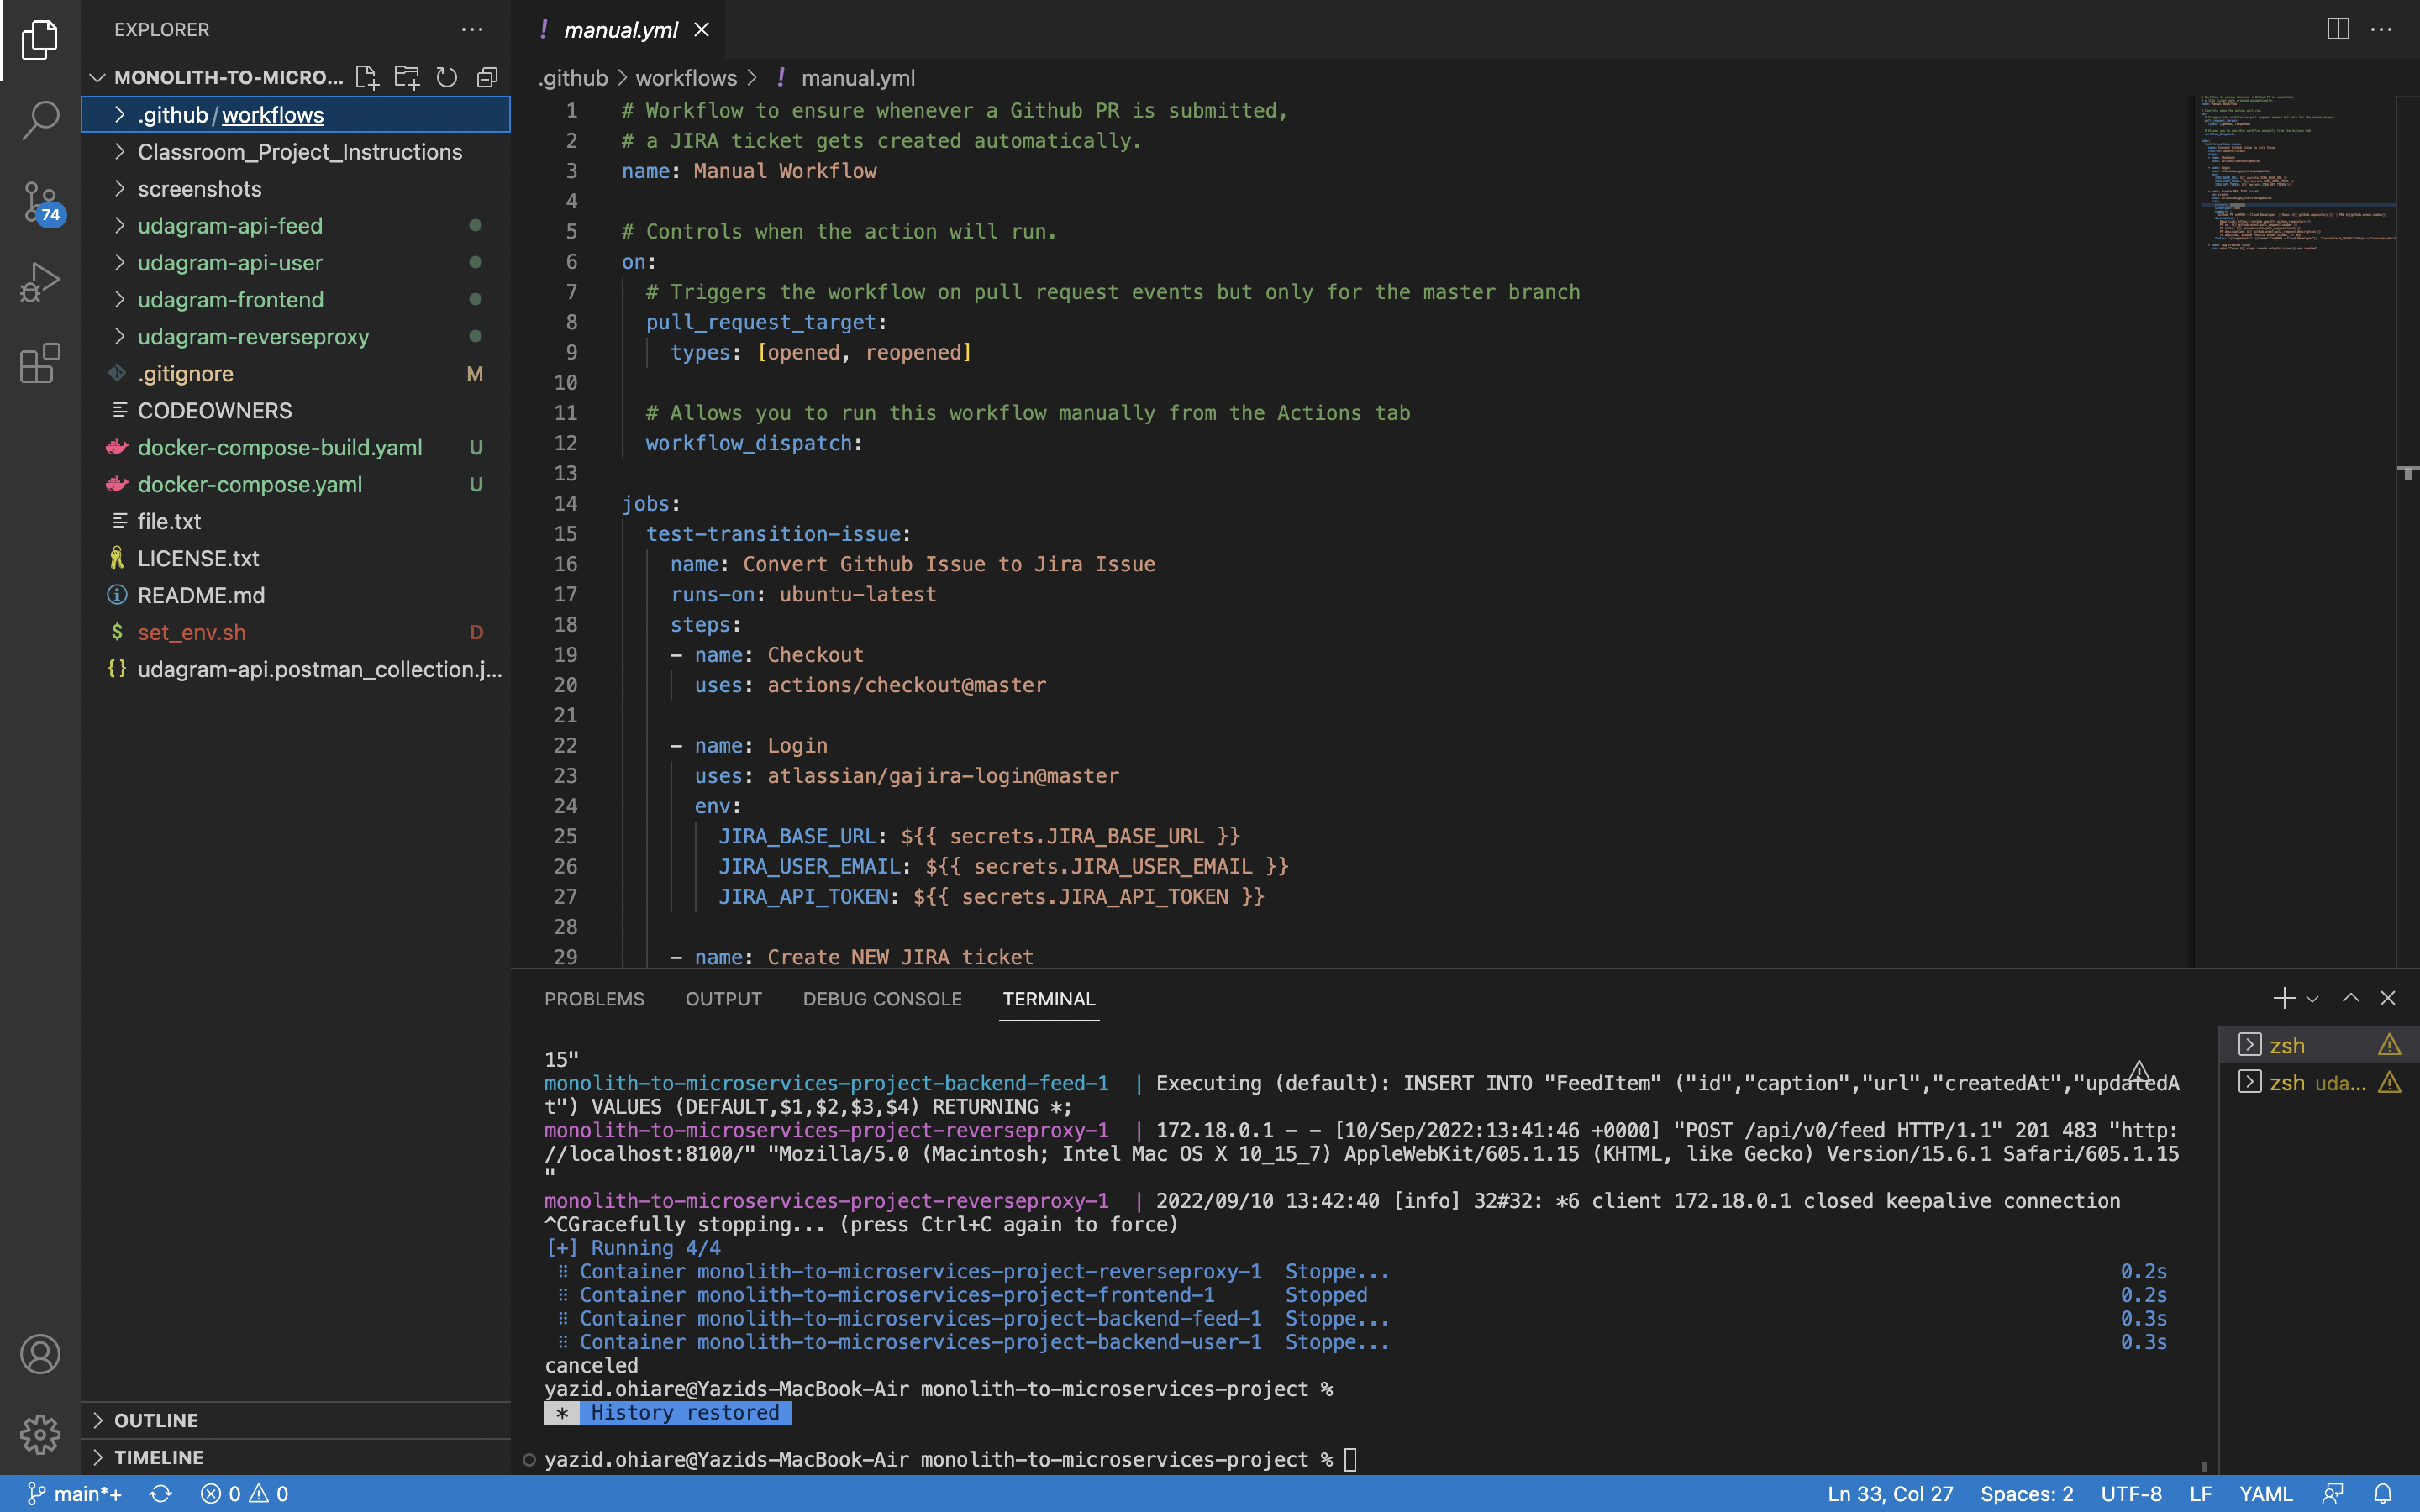 EXPLORER
MONOLITH-TO-MICRO...
.github/workflows
Classroom_Project_Instructions
screenshots
udagram-api-feed
udagram-api-user
udagram-frontend
udagram-reverseproxy
.gitignore M
CODEOWNERS
docker-compose-build.yaml U
docker-compose.yaml U
file.txt
LICENSE.txt
README.md
$ set_env.sh D
{} udagram-api.postman_collection.j...
OUTLINE
TIMELINE
74
! manual.yml
.github > workflows > ! manual.yml
1 # Workflow to ensure whenever a Github PR is submitted,
2 # a JIRA ticket gets created automatically.
3 name: Manual Workflow
4
5 # Controls when the action will run.
6 on:
7 # Triggers the workflow on pull request events but only for the master branch
8 pull_request_target:
9 types: [opened, reopened]
10
11 # Allows you to run this workflow manually from the Actions tab
12 workflow_dispatch:
13
14 jobs:
15 test-transition-issue:
16 name: Convert Github Issue to Jira Issue
17 runs-on: ubuntu-latest
18 steps:
19 - name: Checkout
20 uses: actions/checkout@master
21
22 - name: Login
23 uses: atlassian/gajira-login@master
24 env:
25 JIRA_BASE_URL: ${{ secrets.JIRA_BASE_URL }}
26 JIRA_USER_EMAIL: ${{ secrets.JIRA_USER_EMAIL }}
27 JIRA_API_TOKEN: ${{ secrets.JIRA_API_TOKEN }}
28
29 - name: Create NEW JIRA ticket
PROBLEMS OUTPUT DEBUG CONSOLE TERMINAL
15"
monolith-to-microservices-project-backend-feed-1 | Executing (default): INSERT INTO "FeedItem" ("id","caption","url","createdAt","updatedA
t") VALUES (DEFAULT,$1,$2,$3,$4) RETURNING *;
monolith-to-microservices-project-reverseproxy-1 | 172.18.0.1 - - [10/Sep/2022:13:41:46 +0000] "POST /api/v0/feed HTTP/1.1" 201 483 "http:
//localhost:8100/" "Mozilla/5.0 (Macintosh; Intel Mac OS X 10_15_7) AppleWebKit/605.1.15 (KHTML, like Gecko) Version/15.6.1 Safari/605.1.15
"
monolith-to-microservices-project-reverseproxy-1 | 2022/09/10 13:42:40 [info] 32#32: *6 client 172.18.0.1 closed keepalive connection
^CGracefully stopping... (press Ctrl+C again to force)
[+] Running 4/4
⠿ Container monolith-to-microservices-project-reverseproxy-1 Stoppe... 0.2s
⠿ Container monolith-to-microservices-project-frontend-1 Stopped 0.2s
⠿ Container monolith-to-microservices-project-backend-feed-1 Stoppe... 0.3s
⠿ Container monolith-to-microservices-project-backend-user-1 Stoppe... 0.3s
canceled
yazid.ohiare@Yazids-MacBook-Air monolith-to-microservices-project %
* History restored
yazid.ohiare@Yazids-MacBook-Air monolith-to-microservices-project %
zsh
zsh uda...
main*+ 0 0 Ln 33, Col 27 Spaces: 2 UTF-8 LF YAML